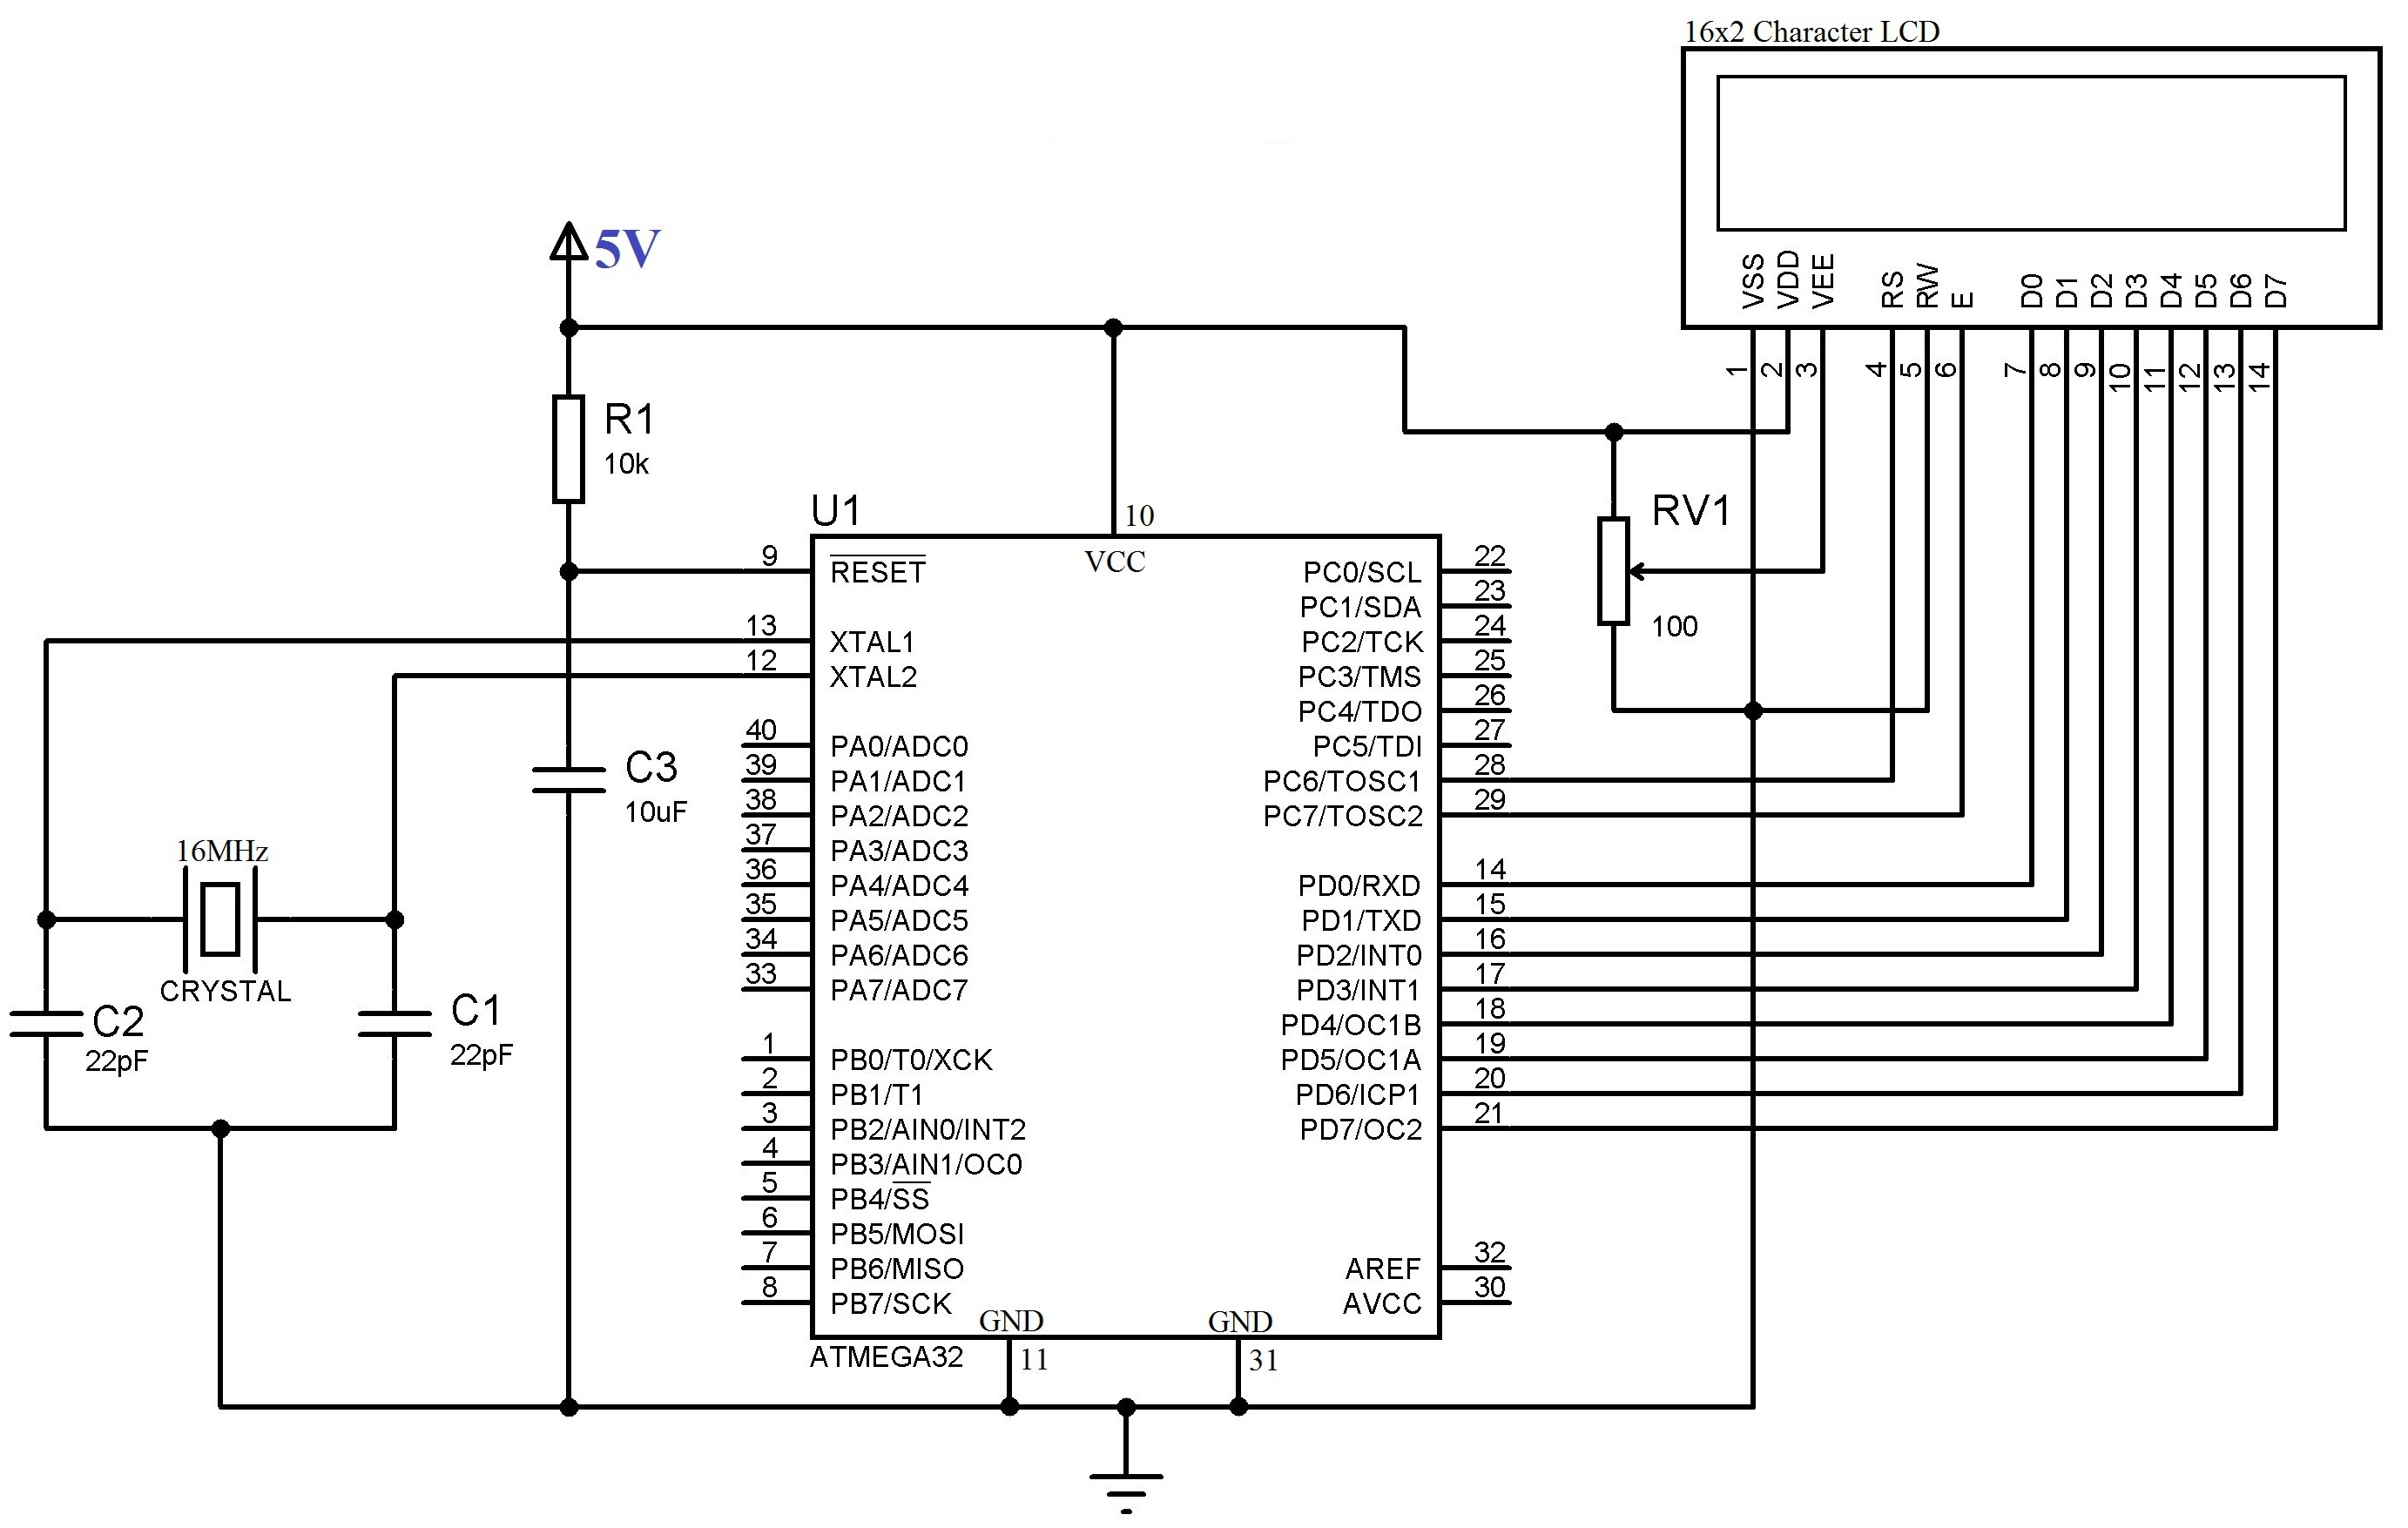 16x2 Character LCD
VSS
VDD
VEE
RS
RW
E
D0
D1
D2
D3
D4
D5
D6
D7
1
2
3
4
5
6
7
8
9
10
11
12
13
14
5V
R1
10k
U1
10
VCC
RV1
100
9
RESET
13
XTAL1
12
XTAL2
40
PA0/ADC0
39
PA1/ADC1
38
PA2/ADC2
37
PA3/ADC3
36
PA4/ADC4
35
PA5/ADC5
34
PA6/ADC6
33
PA7/ADC7
1
PB0/T0/XCK
2
PB1/T1
3
PB2/AIN0/INT2
4
PB3/AIN1/OC0
5
PB4/SS
6
PB5/MOSI
7
PB6/MISO
8
PB7/SCK
PC0/SCL
22
PC1/SDA
23
PC2/TCK
24
PC3/TMS
25
PC4/TDO
26
PC5/TDI
27
PC6/TOSC1
28
PC7/TOSC2
29
PD0/RXD
14
PD1/TXD
15
PD2/INT0
16
PD3/INT1
17
PD4/OC1B
18
PD5/OC1A
19
PD6/ICP1
20
PD7/OC2
21
AREF
32
AVCC
30
GND
11
GND
31
ATMEGA32
C3
10uF
16MHz
CRYSTAL
C2
22pF
C1
22pF